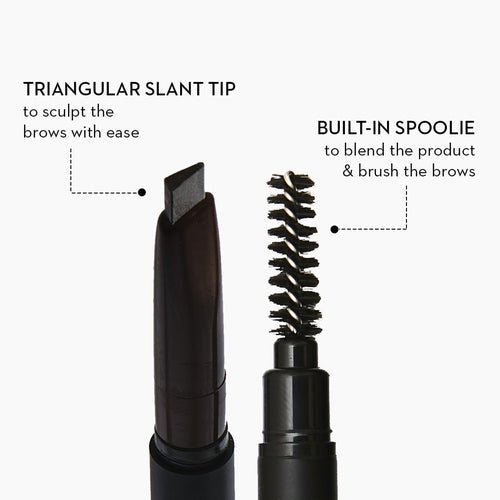 TRIANGULAR SLANT TIP
to sculpt the
brows with ease
BUILT-IN SPOOLIE
to blend the product
& brush the brows